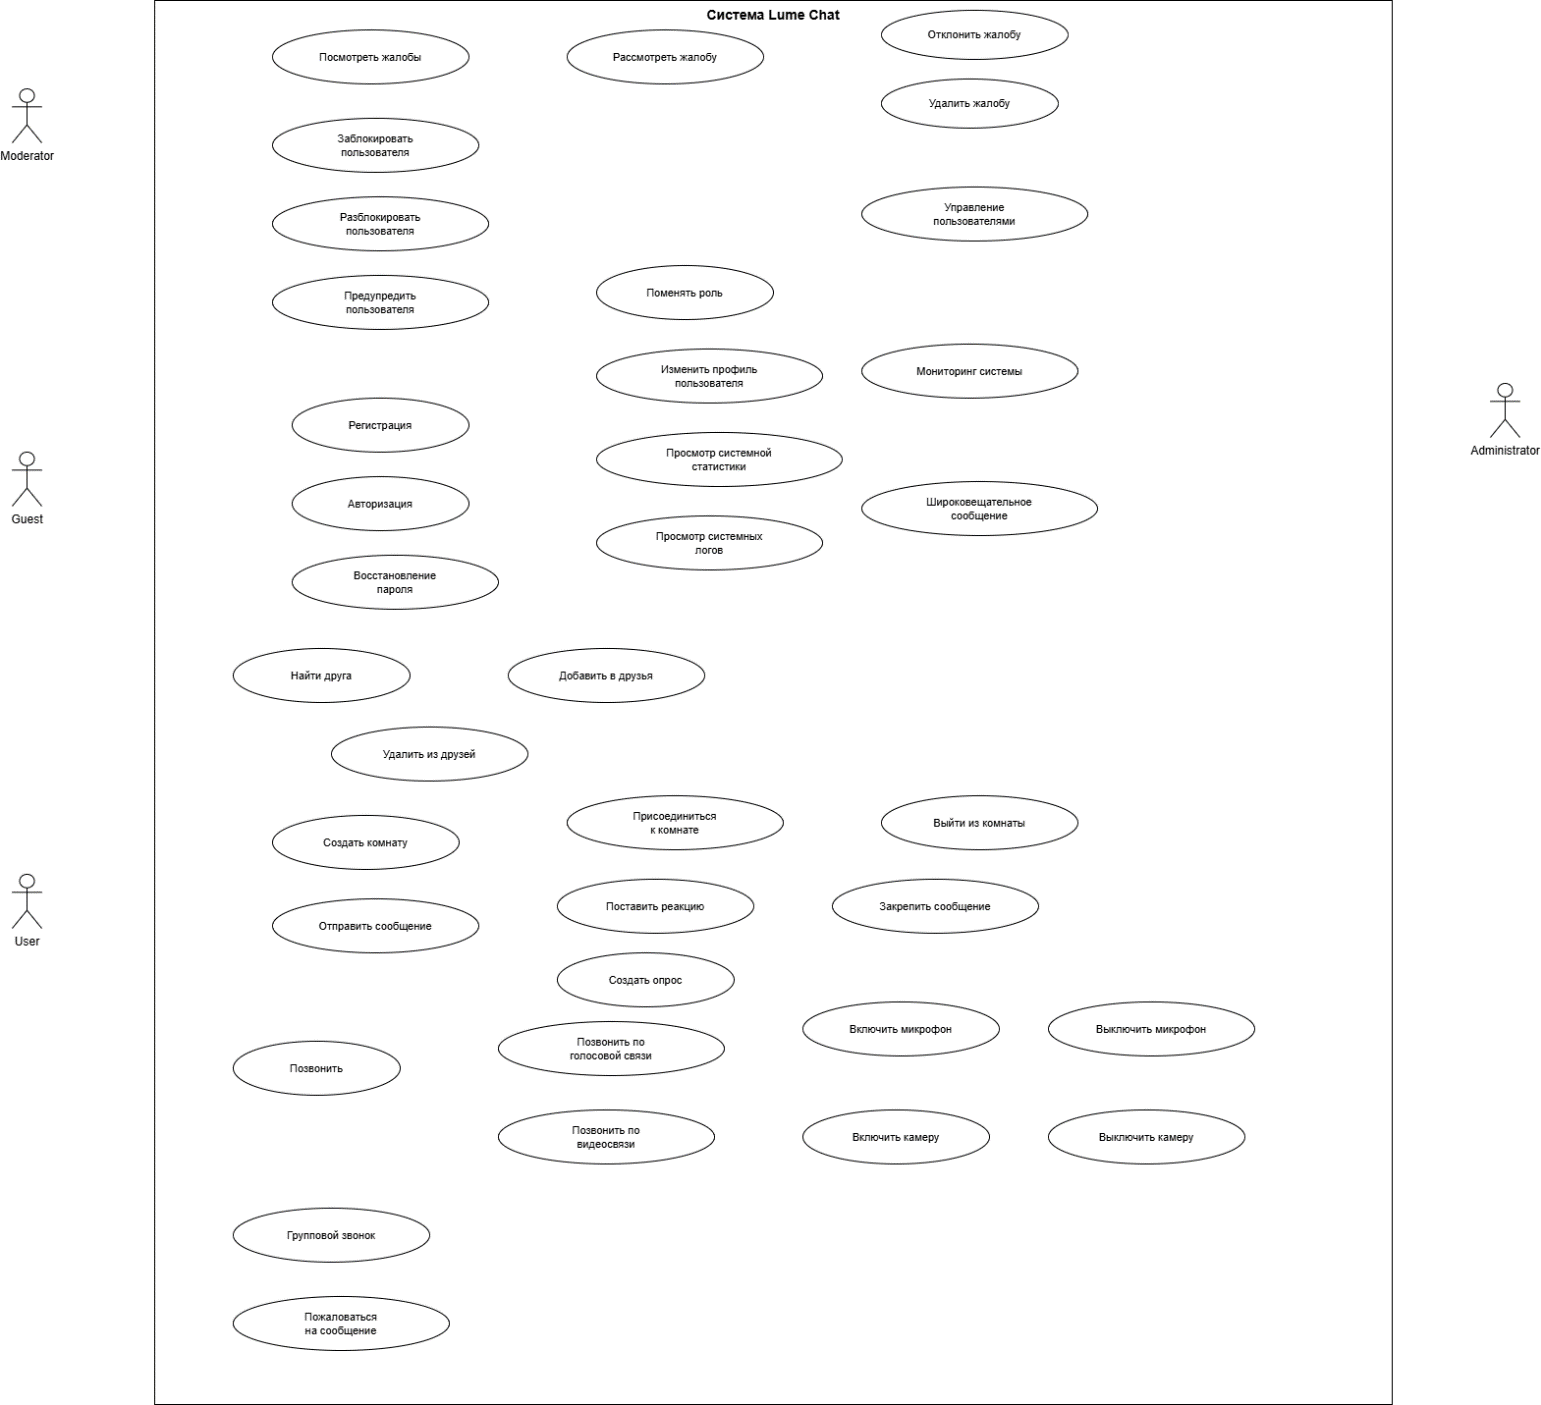 Система Lume Chat
Посмотреть жалобы
Рассмотреть жалобу
Отклонить жалобу
Удалить жалобу
Moderator
Заблокировать
пользователя
Разблокировать
пользователя
Управление
пользователями
Предупредить
пользователя
Поменять роль
Изменить профиль
пользователя
Мониторинг системы
Administrator
Регистрация
Просмотр системной
статистики
Guest
Авторизация
Широковещательное
сообщение
Просмотр системных
логов
Восстановление
пароля
Найти друга
Добавить в друзья
Удалить из друзей
Присоединиться
к комнате
Выйти из комнаты
Создать комнату
User
Отправить сообщение
Поставить реакцию
Закрепить сообщение
Создать опрос
Позвонить
Позвонить по
голосовой связи
Включить микрофон
Выключить микрофон
Позвонить по
видеосвязи
Включить камеру
Выключить камеру
Групповой звонок
Пожаловаться
на сообщение